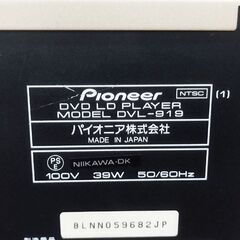 Pioneer
NTSC
(1)
DVD LD PLAYER
MODEL DVL-919
パイオニア株式会社
MADE IN JAPAN
PS
E
NIIKAWA·DK
100V 39W 50/60Hz
BLNN059682JP